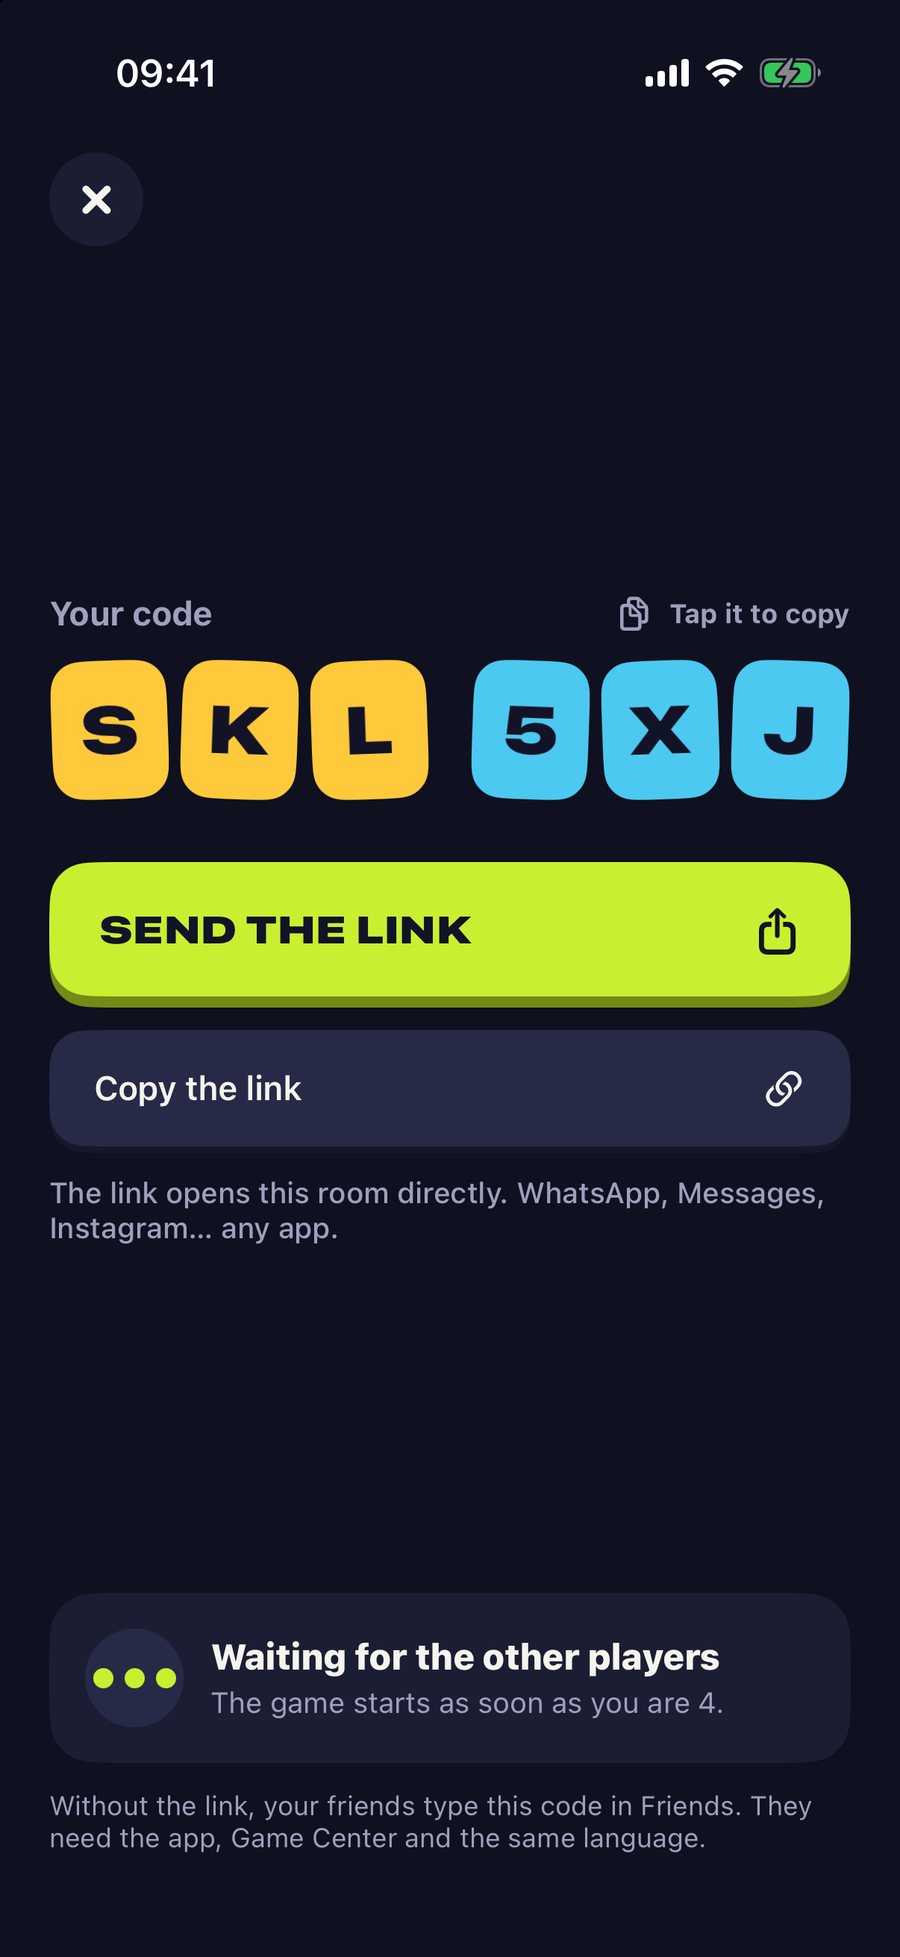 09:41
Your code
Tap it to copy
SKL 5XJ
SEND THE LINK
Copy the link
The link opens this room directly. WhatsApp, Messages,
Instagram... any app.
Waiting for the other players
The game starts as soon as you are 4.
Without the link, your friends type this code in Friends. They
need the app, Game Center and the same language.